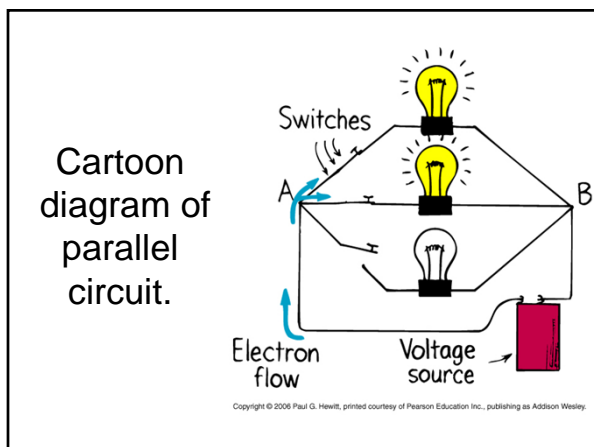 Cartoon
diagram of
parallel
circuit.
Switches
A
B
Electron
flow
Voltage
source
Copyright © 2006 Paul G. Hewitt, printed courtesy of Pearson Education Inc., publishing as Addison Wesley.